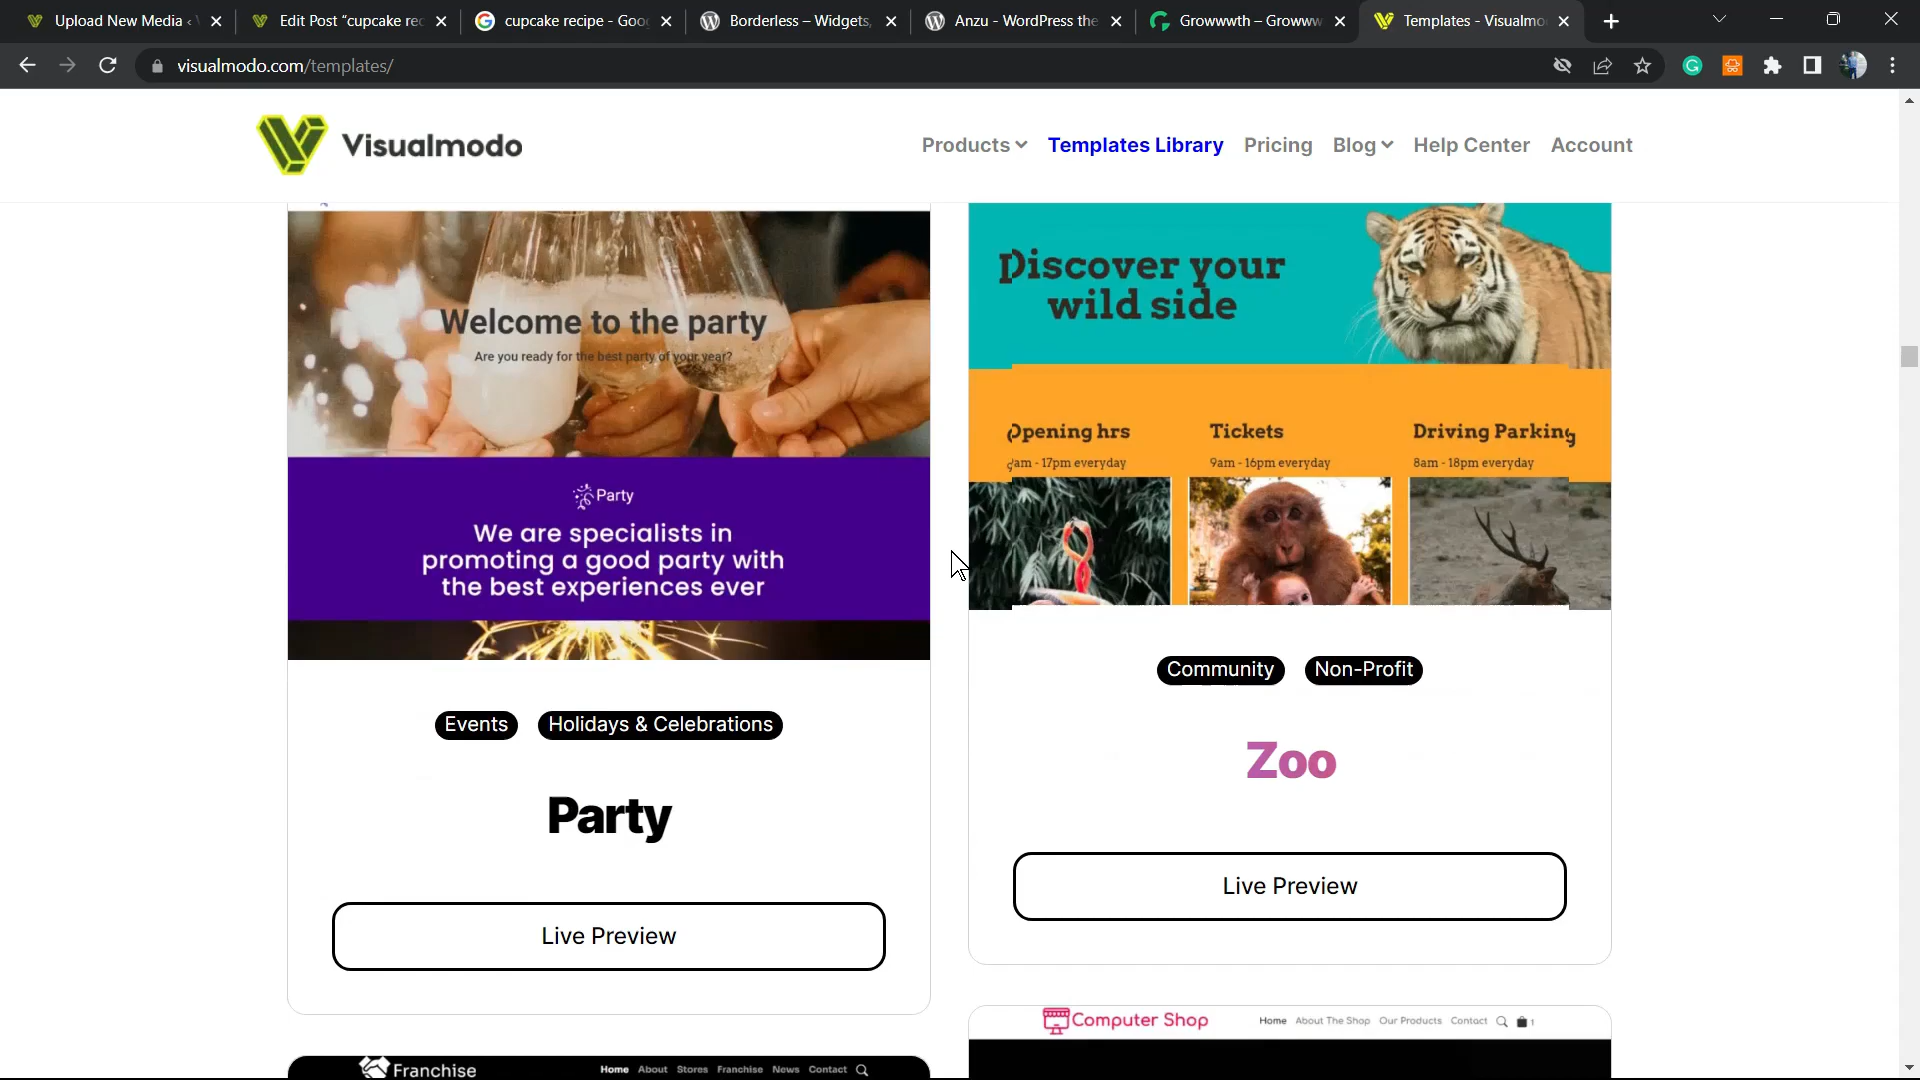 Upload New Media ‹
Edit Post “cupcake rec
cupcake recipe - Goo
Borderless – Widgets,
Anzu - WordPress the
Growwwth – Growww
Templates - Visualmo
visualmodo.com/templates/
Visualmodo
Products
Templates Library
Pricing
Blog
Help Center
Account
Welcome to the party
Are you ready for the best party of your year?
Party
We are specialists in
promoting a good party with
the best experiences ever
Events
Holidays & Celebrations
Party
Live Preview
Franchise
Home About Stores Franchise News Contact
Discover your
wild side
Opening hrs
9am - 17pm everyday
Tickets
9am - 16pm everyday
Driving Parking
8am - 18pm everyday
Community
Non-Profit
Zoo
Live Preview
Computer Shop
Home About The Shop Our Products Contact 1